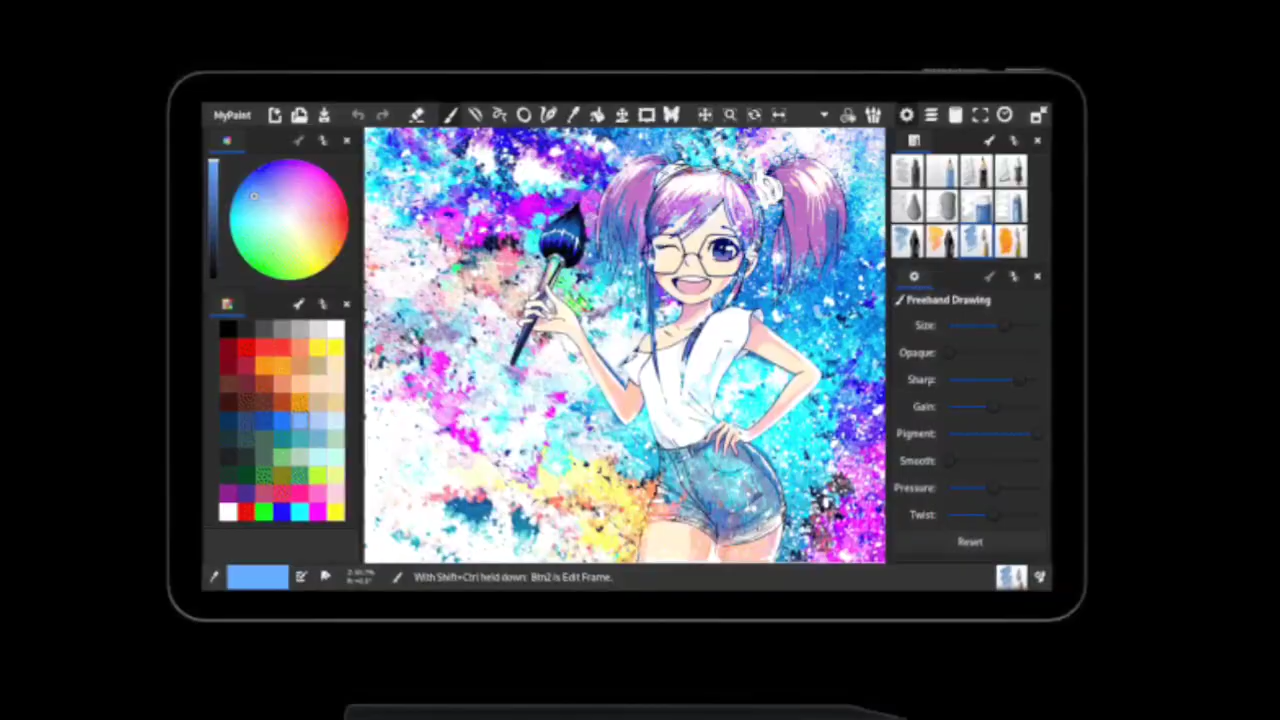 MyPaint
Freehand Drawing
Size:
Opaque:
Sharp:
Gain:
Pigment:
Smooth:
Pressure:
Twist:
Reset
With Shift+Ctrl held down: Btn2 is Edit Frame.